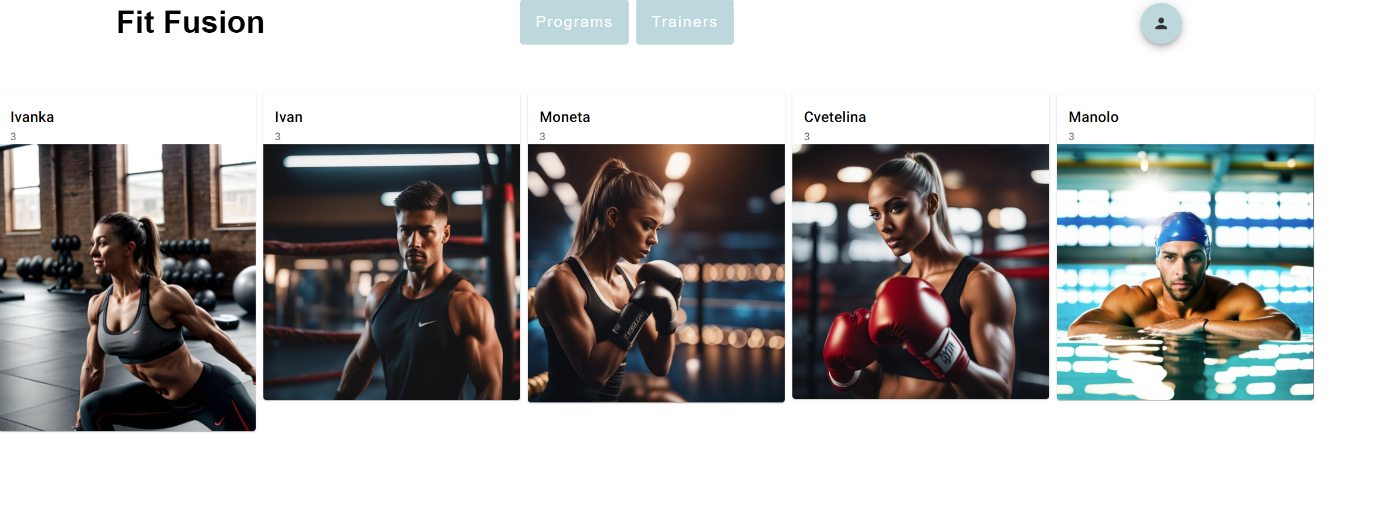 Fit Fusion
Programs
Trainers
Ivanka
3
Ivan
3
Moneta
3
Cvetelina
3
Manolo
3